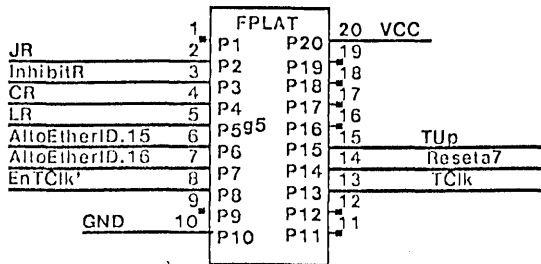 FPLAT
1 P1 P20 20 VCC
JR 2 P2 P19 19
InhibitR 3 P3 P18 18
CR 4 P4 P17 17
LR 5 P5 g5 P16 16
AltoEtherID.15 6 P6 P15 15 TUp
AltoEtherID.16 7 P7 P14 14 Reseta7
EnTClk' 8 P8 P13 13 TClk
9 P9 P12 12
GND 10 P10 P11 11